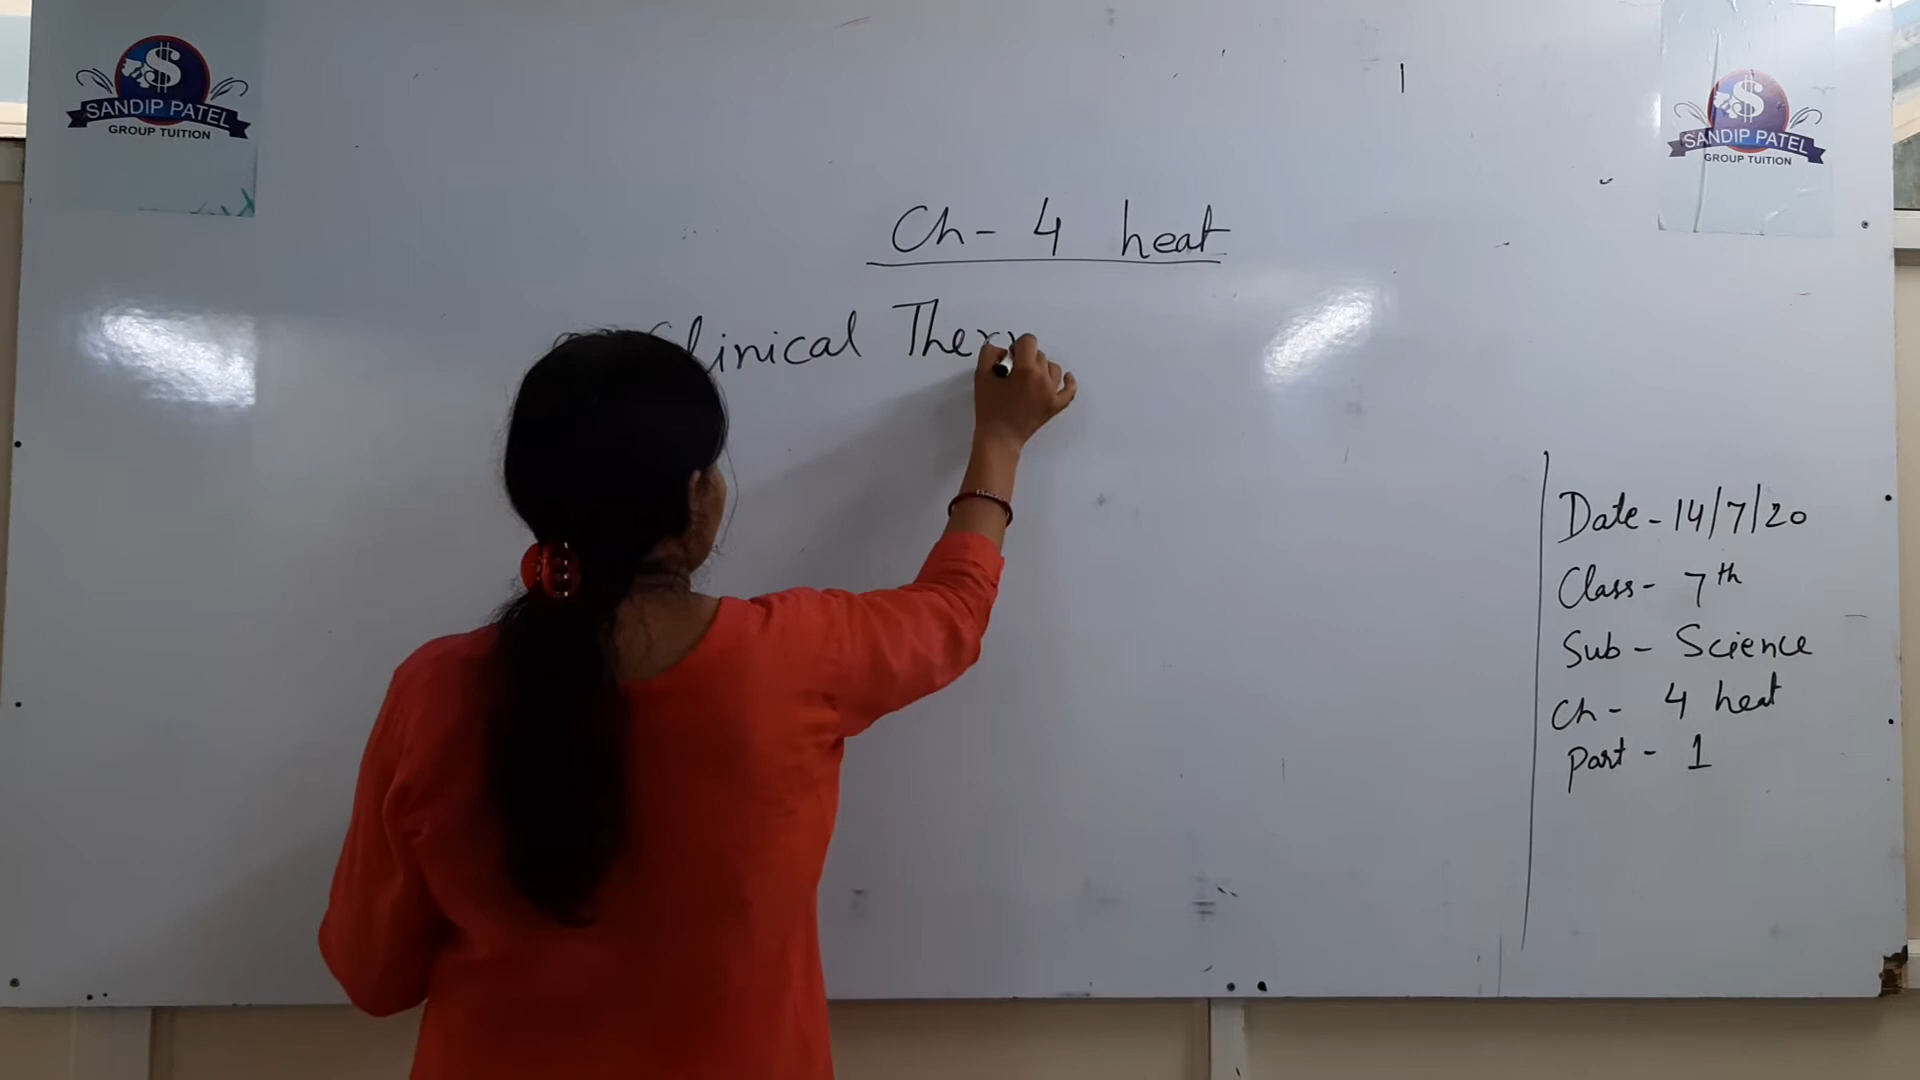 $
SANDIP PATEL
GROUP TUITION
$
SANDIP PATEL
GROUP TUITION
Ch- 4 heat
Clinical Ther
Date - 14/7/20
Class - 7th
Sub - Science
Ch - 4 heat
Part - 1